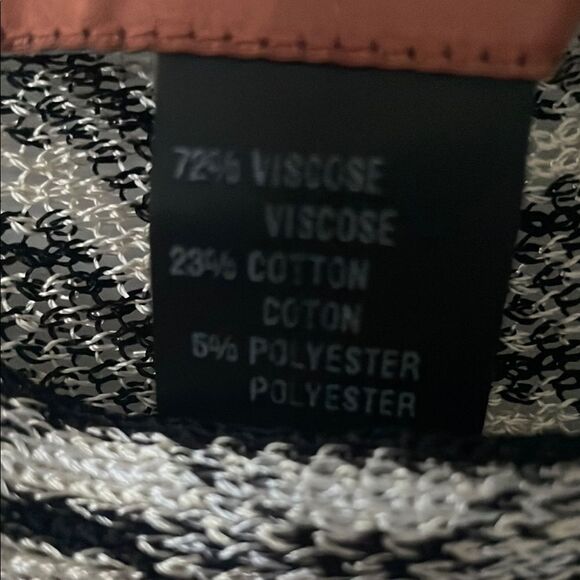 72% VISCOSE
VISCOSE
23% COTTON
COTON
5% POLYESTER
POLYESTER